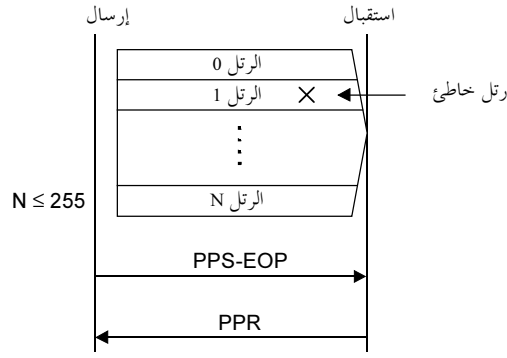 إرسال
استقبال
الرتل 0
الرتل 1
رتل خاطئ
الرتل N
N ≤ 255
PPS-EOP
PPR